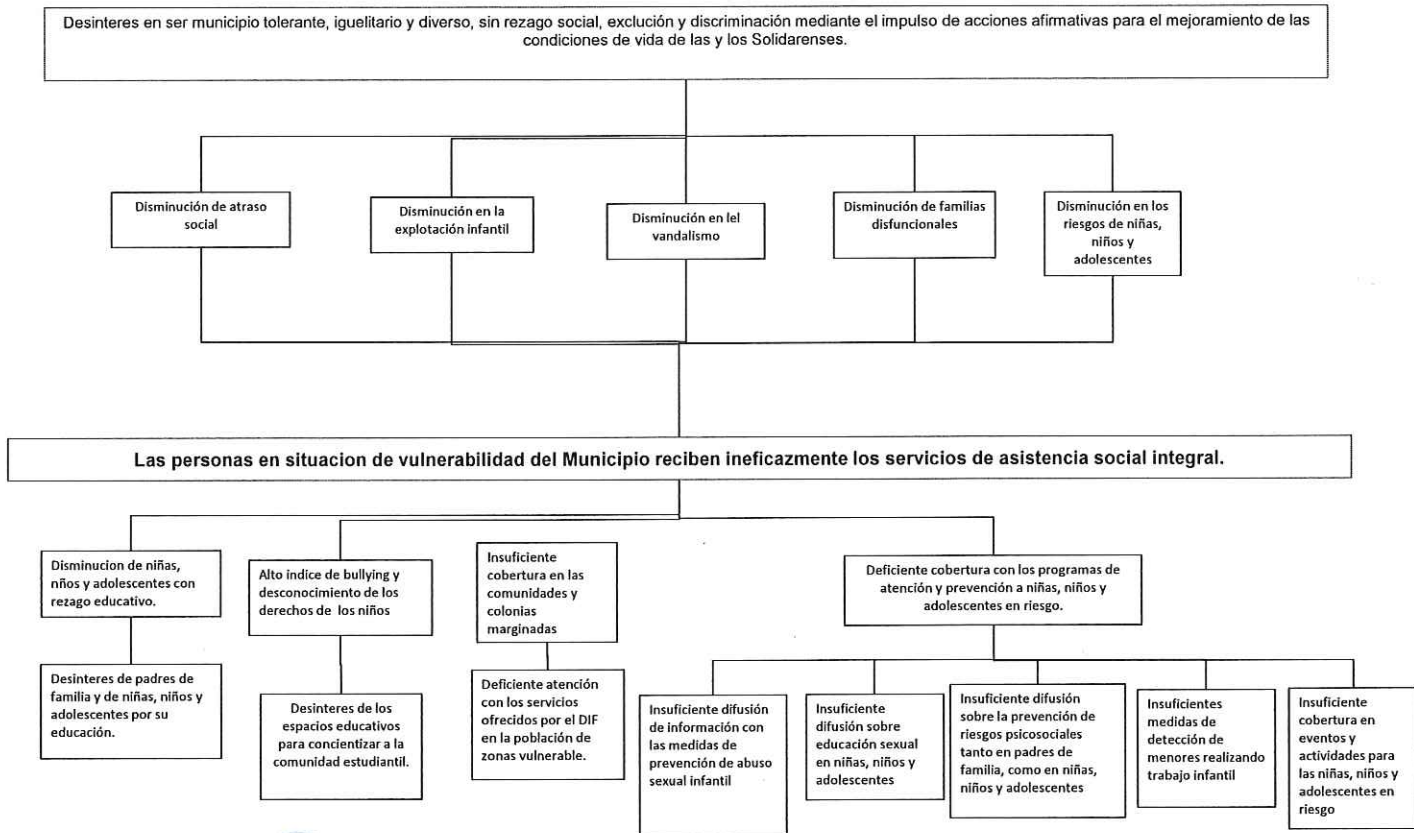 Desinteres en ser municipio tolerante, iguelitario y diverso, sin rezago social, exclución y discriminación mediante el impulso de acciones afirmativas para el mejoramiento de las
condiciones de vida de las y los Solidarenses.
Disminución de atraso
social
Disminución en la
explotación infantil
Disminución en lel
vandalismo
Disminución de familias
disfuncionales
Disminución en los
riesgos de niñas,
niños y
adolescentes
Las personas en situacion de vulnerabilidad del Municipio reciben ineficazmente los servicios de asistencia social integral.
Disminucion de niñas,
nños y adolescentes con
rezago educativo.
Alto indice de bullying y
desconocimiento de los
derechos de los niños
Insuficiente
cobertura en las
comunidades y
colonias
marginadas
Deficiente cobertura con los programas de
atención y prevención a niñas, niños y
adolescentes en riesgo.
Desinteres de padres de
familia y de niñas, niños y
adolescentes por su
educación.
Desinteres de los
espacios educativos
para concientizar a la
comunidad estudiantil.
Deficiente atención
con los servicios
ofrecidos por el DIF
en la población de
zonas vulnerable.
Insuficiente difusión
de información con
las medidas de
prevención de abuso
sexual infantil
Insuficiente
difusión sobre
educación sexual
en niñas, niños y
adolescentes
Insuficiente difusión
sobre la prevención de
riesgos psicosociales
tanto en padres de
familia, como en niñas,
niños y adolescentes
Insuficientes
medidas de
detección de
menores realizando
trabajo infantil
Insuficiente
cobertura en
eventos y
actividades para
las niñas, niños y
adolescentes en
riesgo